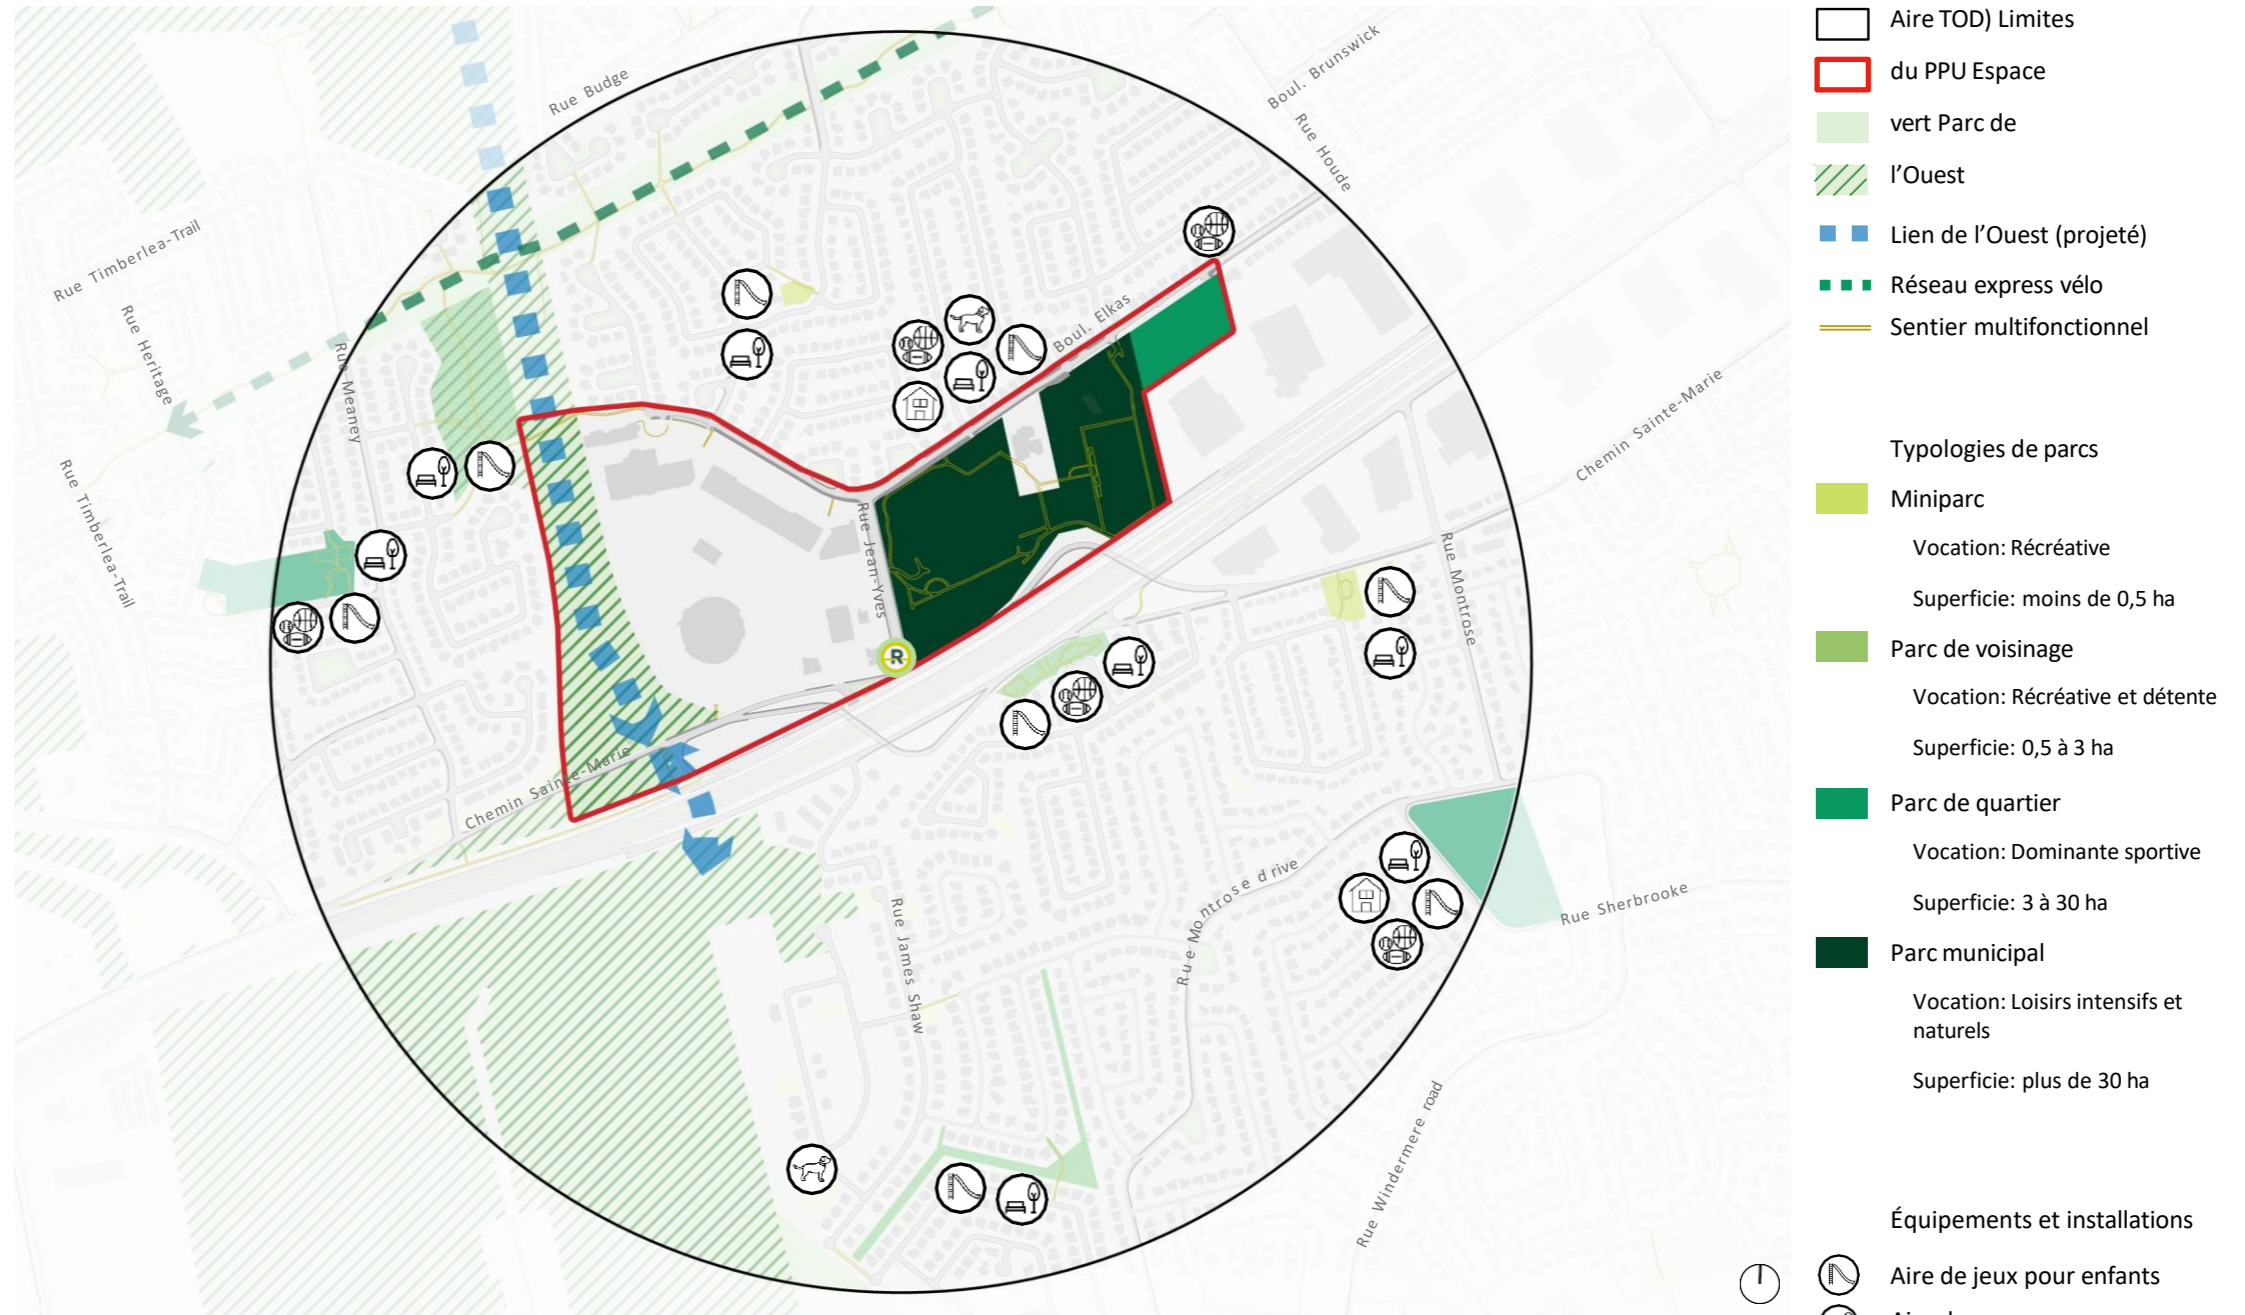 Rue Budge
Boul. Brunswick
Rue Houde
Rue Timberlea-Trail
Rue Heritage
Rue Meaney
Rue Timberlea-Trail
Boul. Elkas
Chemin Sainte-Marie
Rue Jean-Yves
R
Rue Montrose
Chemin Sainte-Marie
Rue Montrose drive
Rue Sherbrooke
Rue James Shaw
Rue Windermere road
Aire TOD) Limites
du PPU Espace
vert Parc de
l'Ouest
Lien de l'Ouest (projeté)
Réseau express vélo
Sentier multifonctionnel
Typologies de parcs
Miniparc
Vocation: Récréative
Superficie: moins de 0,5 ha
Parc de voisinage
Vocation: Récréative et détente
Superficie: 0,5 à 3 ha
Parc de quartier
Vocation: Dominante sportive
Superficie: 3 à 30 ha
Parc municipal
Vocation: Loisirs intensifs et
naturels
Superficie: plus de 30 ha
Équipements et installations
Aire de jeux pour enfants